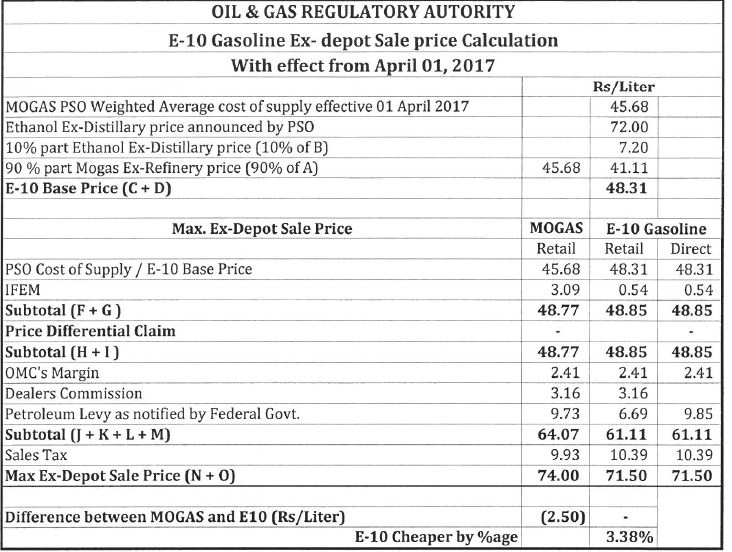 OIL & GAS REGULATORY AUTORITY
E-10 Gasoline Ex- depot Sale price Calculation
With effect from April 01, 2017
Rs/Liter
MOGAS PSO Weighted Average cost of supply effective 01 April 2017 45.68
Ethanol Ex-Distillary price announced by PSO 72.00
10% part Ethanol Ex-Distillary price (10% of B) 7.20
90 % part Mogas Ex-Refinery price (90% of A) 45.68 41.11
E-10 Base Price (C + D) 48.31
Max. Ex-Depot Sale Price MOGAS E-10 Gasoline
Retail Retail Direct
PSO Cost of Supply / E-10 Base Price 45.68 48.31 48.31
IFEM 3.09 0.54 0.54
Subtotal (F + G ) 48.77 48.85 48.85
Price Differential Claim - -
Subtotal (H + I ) 48.77 48.85 48.85
OMC's Margin 2.41 2.41 2.41
Dealers Commission 3.16 3.16
Petroleum Levy as notified by Federal Govt. 9.73 6.69 9.85
Subtotal (J + K + L + M) 64.07 61.11 61.11
Sales Tax 9.93 10.39 10.39
Max Ex-Depot Sale Price (N + O) 74.00 71.50 71.50
Difference between MOGAS and E10 (Rs/Liter) (2.50) -
E-10 Cheaper by %age 3.38%